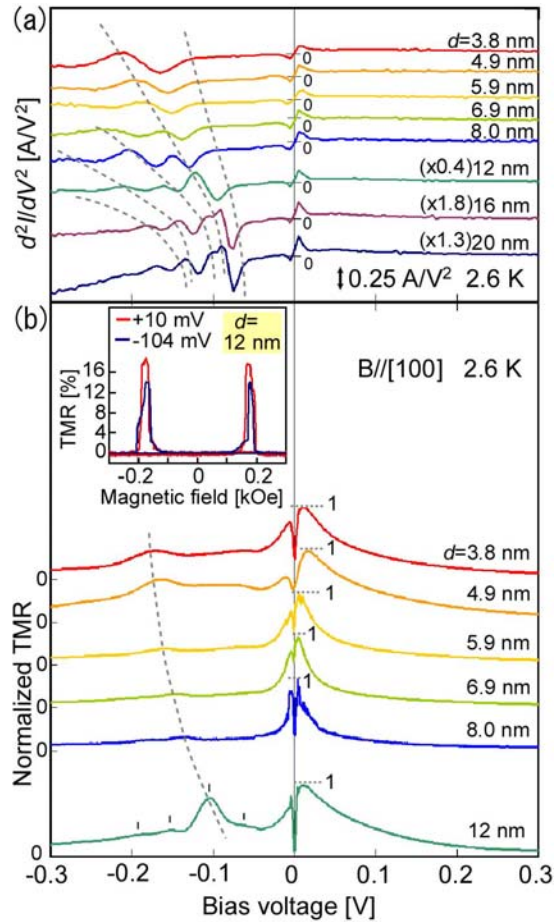 (a)
d²I/dV² [A/V²]
d=3.8 nm
0
4.9 nm
0
5.9 nm
0
6.9 nm
0
8.0 nm
0
(x0.4)12 nm
0
(x1.8)16 nm
0
(x1.3)20 nm
0
0.25 A/V² 2.6 K
(b)
+10 mV
-104 mV
d=
12 nm
TMR [%]
16
12
8
4
0
-0.2 0 0.2
Magnetic field [kOe]
B//[100] 2.6 K
Normalized TMR
1
d=3.8 nm
0
1
4.9 nm
0
1
5.9 nm
0
1
6.9 nm
0
1
8.0 nm
0
1
12 nm
0
-0.3 -0.2 -0.1 0 0.1 0.2 0.3
Bias voltage [V]